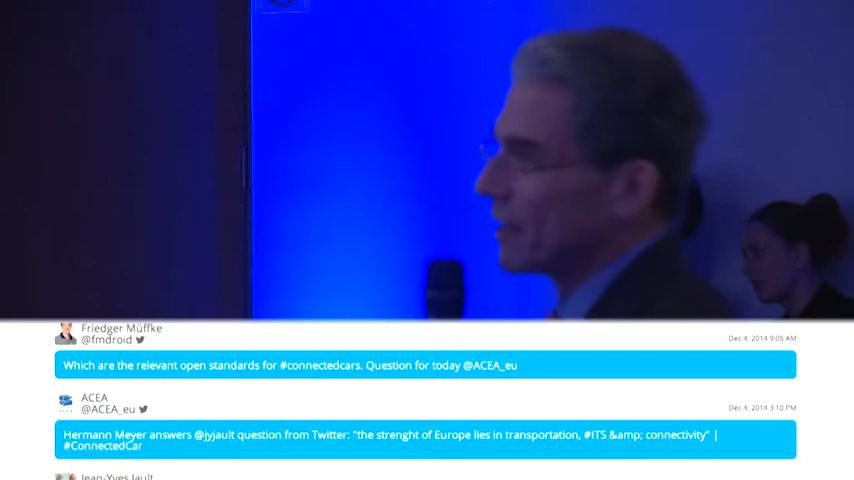 Friedger Müffke
@fmdroid
Dec 4, 2014 9:05 AM
Which are the relevant open standards for #connectedcars. Question for today @ACEA_eu
ACEA
@ACEA_eu
Dec 4, 2014 3:10 PM
Hermann Meyer answers @jyjault question from Twitter: "the strenght of Europe lies in transportation, #ITS &amp; connectivity" |
#ConnectedCar
Jean-Yves Jault